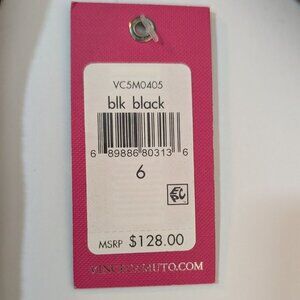 VC5M0405
blk black
6 89886 80313 6
6
MSRP $128.00
VINCECAMUTO.COM